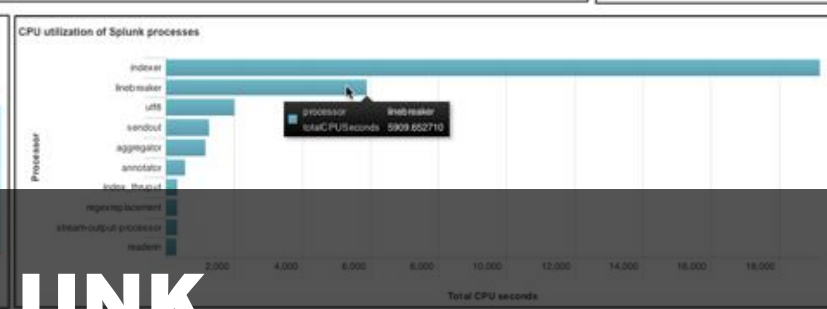 CPU utilization of Splunk processes
Processor
indexer
linebreaker
utf8
sendout
aggregator
annotator
index_thruput
regexreplacement
stream-output-processor
readerin
processor linebreaker
totalCPUSeconds 5909.652710
2,000 4,000 6,000 8,000 10,000 12,000 14,000 16,000 18,000
Total CPU seconds